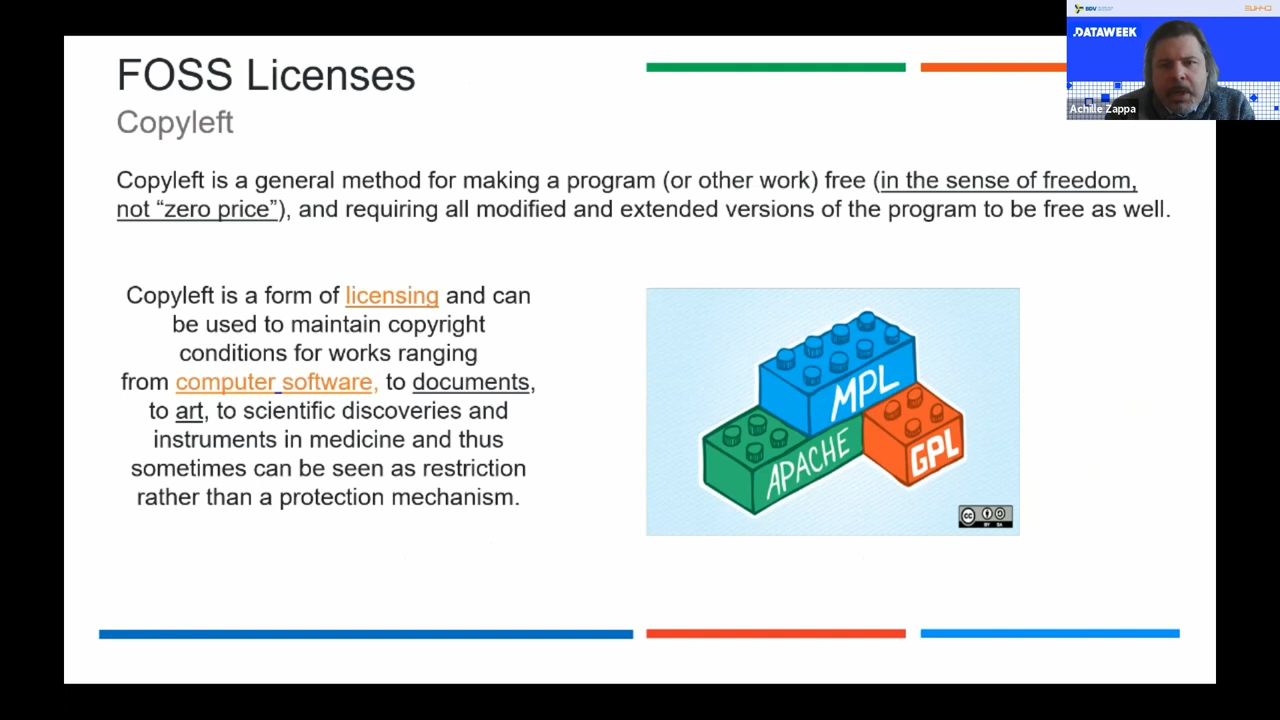 FOSS Licenses
Copyleft
Copyleft is a general method for making a program (or other work) free (in the sense of freedom,
not “zero price”), and requiring all modified and extended versions of the program to be free as well.
Copyleft is a form of licensing and can
be used to maintain copyright
conditions for works ranging
from computer software, to documents,
to art, to scientific discoveries and
instruments in medicine and thus
sometimes can be seen as restriction
rather than a protection mechanism.
MPL
APACHE
GPL
CC
BY SA
BDV
DATAWEEK
Achille Zappa